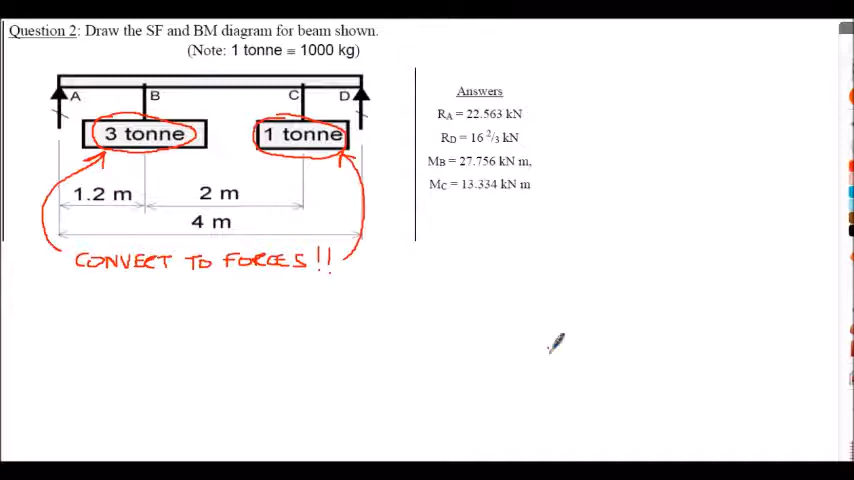 Question 2: Draw the SF and BM diagram for beam shown.
(Note: 1 tonne = 1000 kg)
A B C D
3 tonne 1 tonne
1.2 m 2 m
4 m
CONVERT TO FORCES!!
Answers
RA = 22.563 kN
RD = 16 2/3 kN
MB = 27.756 kN m,
MC = 13.334 kN m